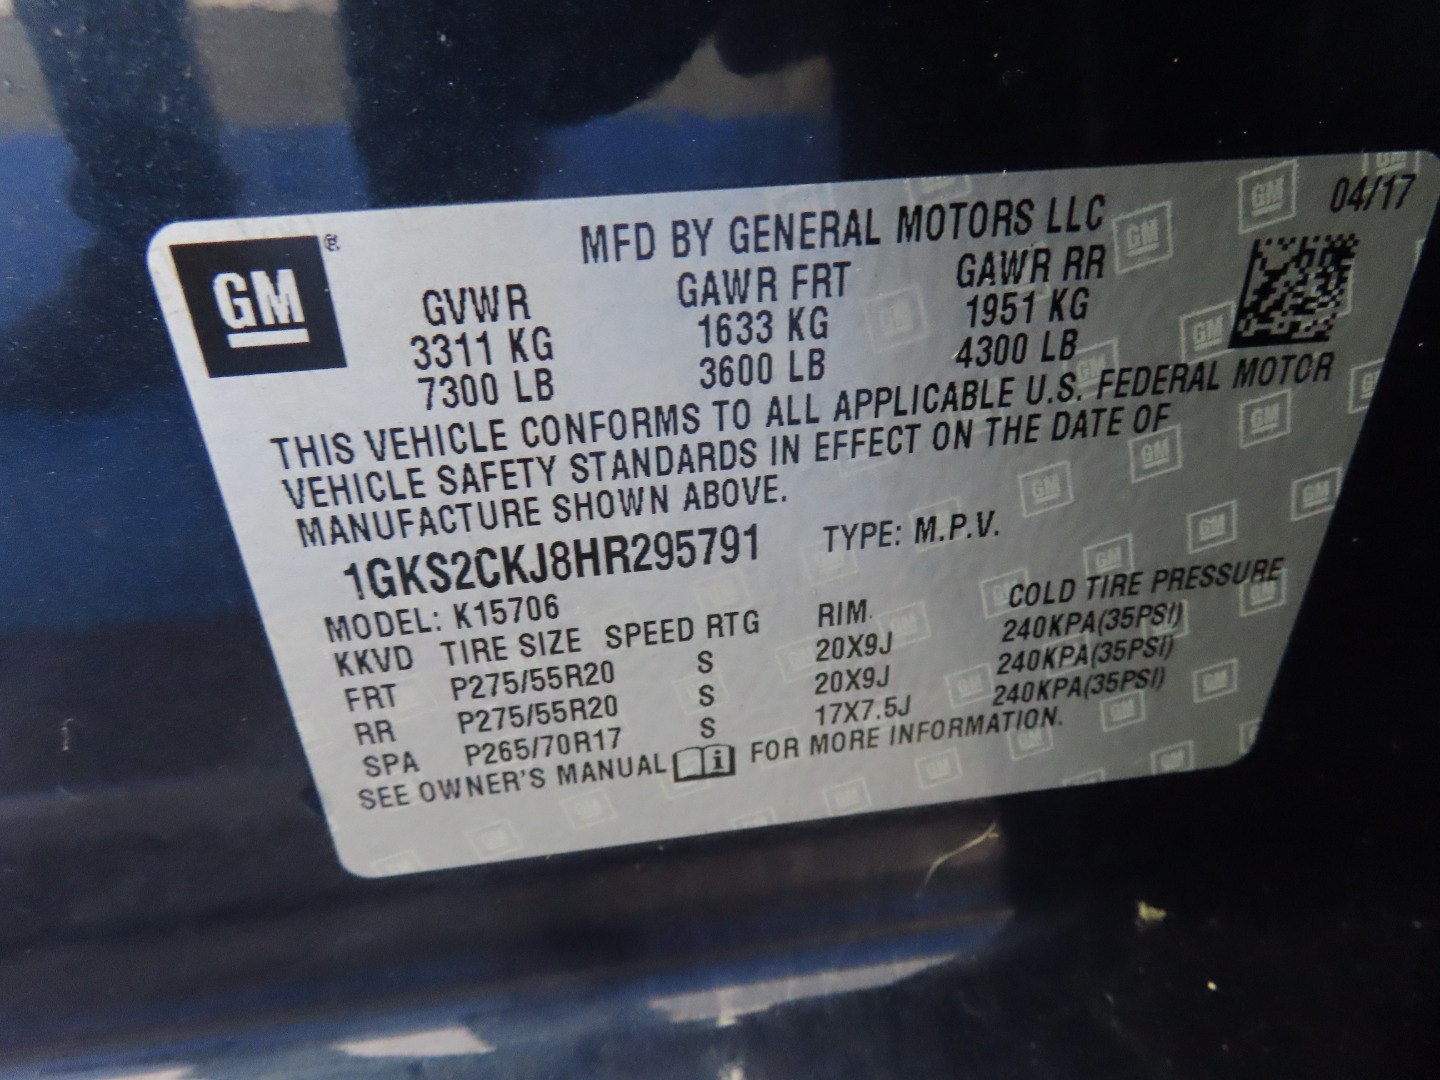 GM
®
MFD BY GENERAL MOTORS LLC
04/17
GVWR GAWR FRT GAWR RR
3311 KG 1633 KG 1951 KG
7300 LB 3600 LB 4300 LB
THIS VEHICLE CONFORMS TO ALL APPLICABLE U.S. FEDERAL MOTOR
VEHICLE SAFETY STANDARDS IN EFFECT ON THE DATE OF
MANUFACTURE SHOWN ABOVE.
1GKS2CKJ8HR295791 TYPE: M.P.V.
MODEL: K15706
KKVD TIRE SIZE SPEED RTG RIM COLD TIRE PRESSURE
FRT P275/55R20 S 20X9J 240KPA(35PSI)
RR P275/55R20 S 20X9J 240KPA(35PSI)
SPA P265/70R17 S 17X7.5J 240KPA(35PSI)
SEE OWNER'S MANUAL i FOR MORE INFORMATION.